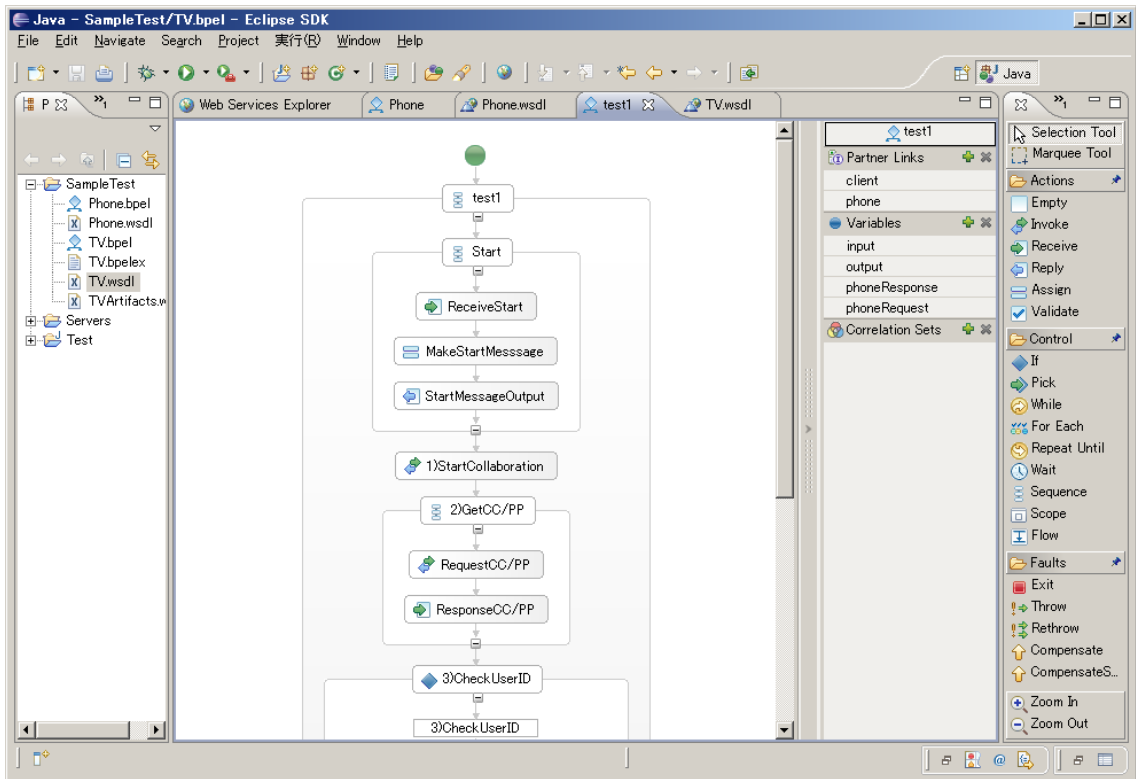 Java - SampleTest/TV.bpel - Eclipse SDK
File Edit Navigate Search Project 実行(R) Window Help
Java
P
»1
Web Services Explorer Phone Phone.wsdl test1 TV.wsdl
»1
SampleTest
Phone.bpel
Phone.wsdl
TV.bpel
TV.bpelex
TV.wsdl
TVArtifacts.w
Servers
Test
test1
Start
ReceiveStart
MakeStartMesssage
StartMessageOutput
1)StartCollaboration
2)GetCC/PP
RequestCC/PP
ResponseCC/PP
3)CheckUserID
3)CheckUserID
test1
Partner Links
client
phone
Variables
input
output
phoneResponse
phoneRequest
Correlation Sets
Selection Tool
Marquee Tool
Actions
Empty
Invoke
Receive
Reply
Assign
Validate
Control
If
Pick
While
For Each
Repeat Until
Wait
Sequence
Scope
Flow
Faults
Exit
Throw
Rethrow
Compensate
CompensateS...
Zoom In
Zoom Out